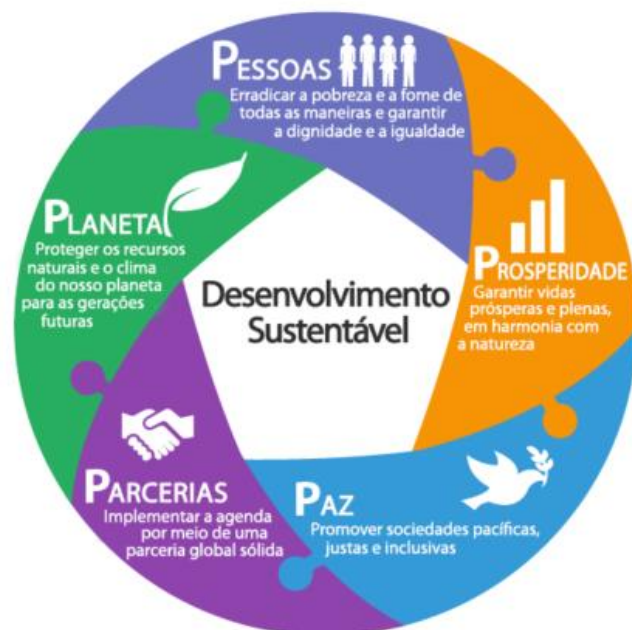 PESSOAS
Erradicar a pobreza e a fome de
todas as maneiras e garantir
a dignidade e a igualdade
PROSPERIDADE
Garantir vidas
prósperas e plenas,
em harmonia com
a natureza
PAZ
Promover sociedades pacíficas,
justas e inclusivas
PARCERIAS
Implementar a agenda
por meio de uma
parceria global sólida
PLANETA
Proteger os recursos
naturais e o clima
do nosso planeta
para as gerações
futuras
Desenvolvimento
Sustentável